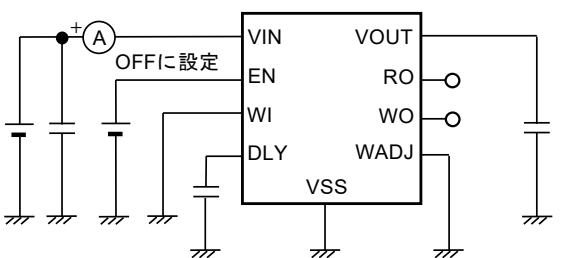 +
A
VIN
VOUT
OFFに設定
EN
RO
WI
WO
DLY
WADJ
VSS